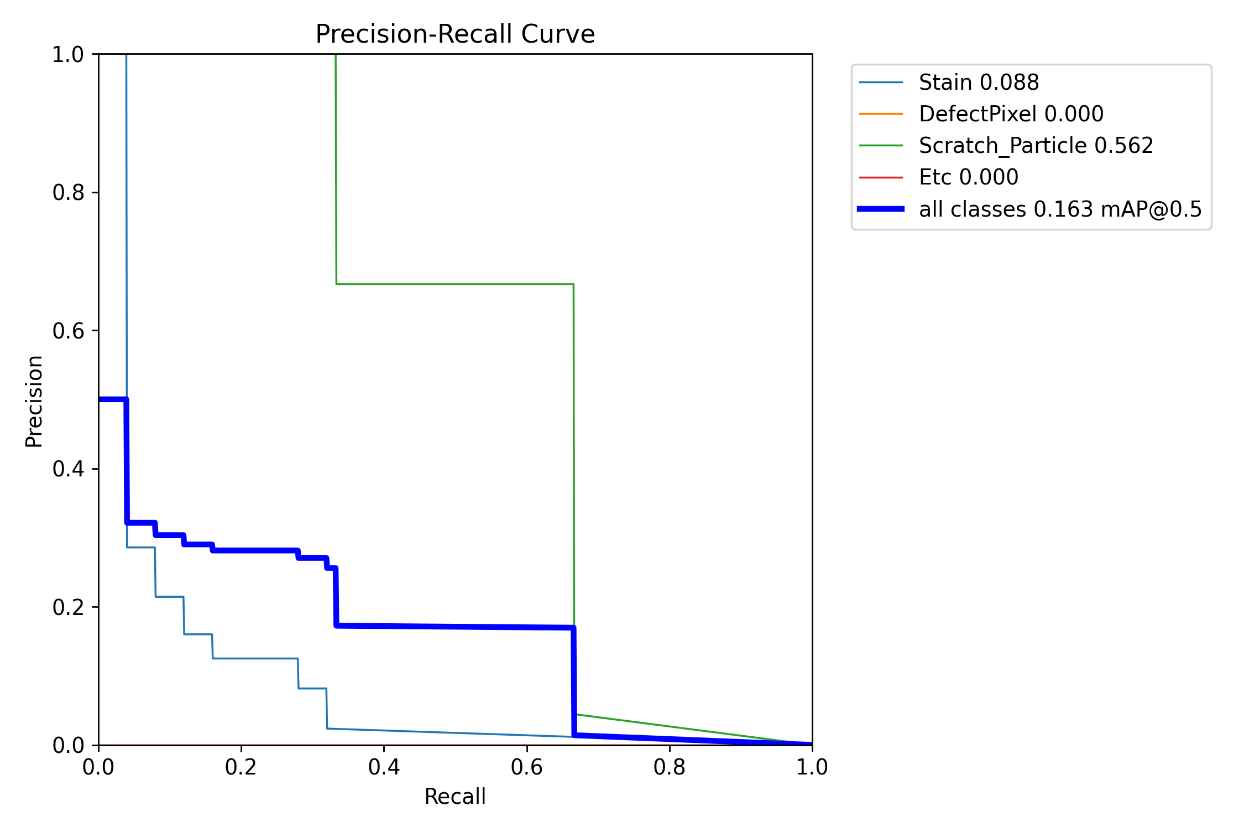 Precision-Recall Curve
1.0
0.8
0.6
0.4
0.2
0.0
Precision
0.0 0.2 0.4 0.6 0.8 1.0
Recall
Stain 0.088
DefectPixel 0.000
Scratch_Particle 0.562
Etc 0.000
all classes 0.163 mAP@0.5